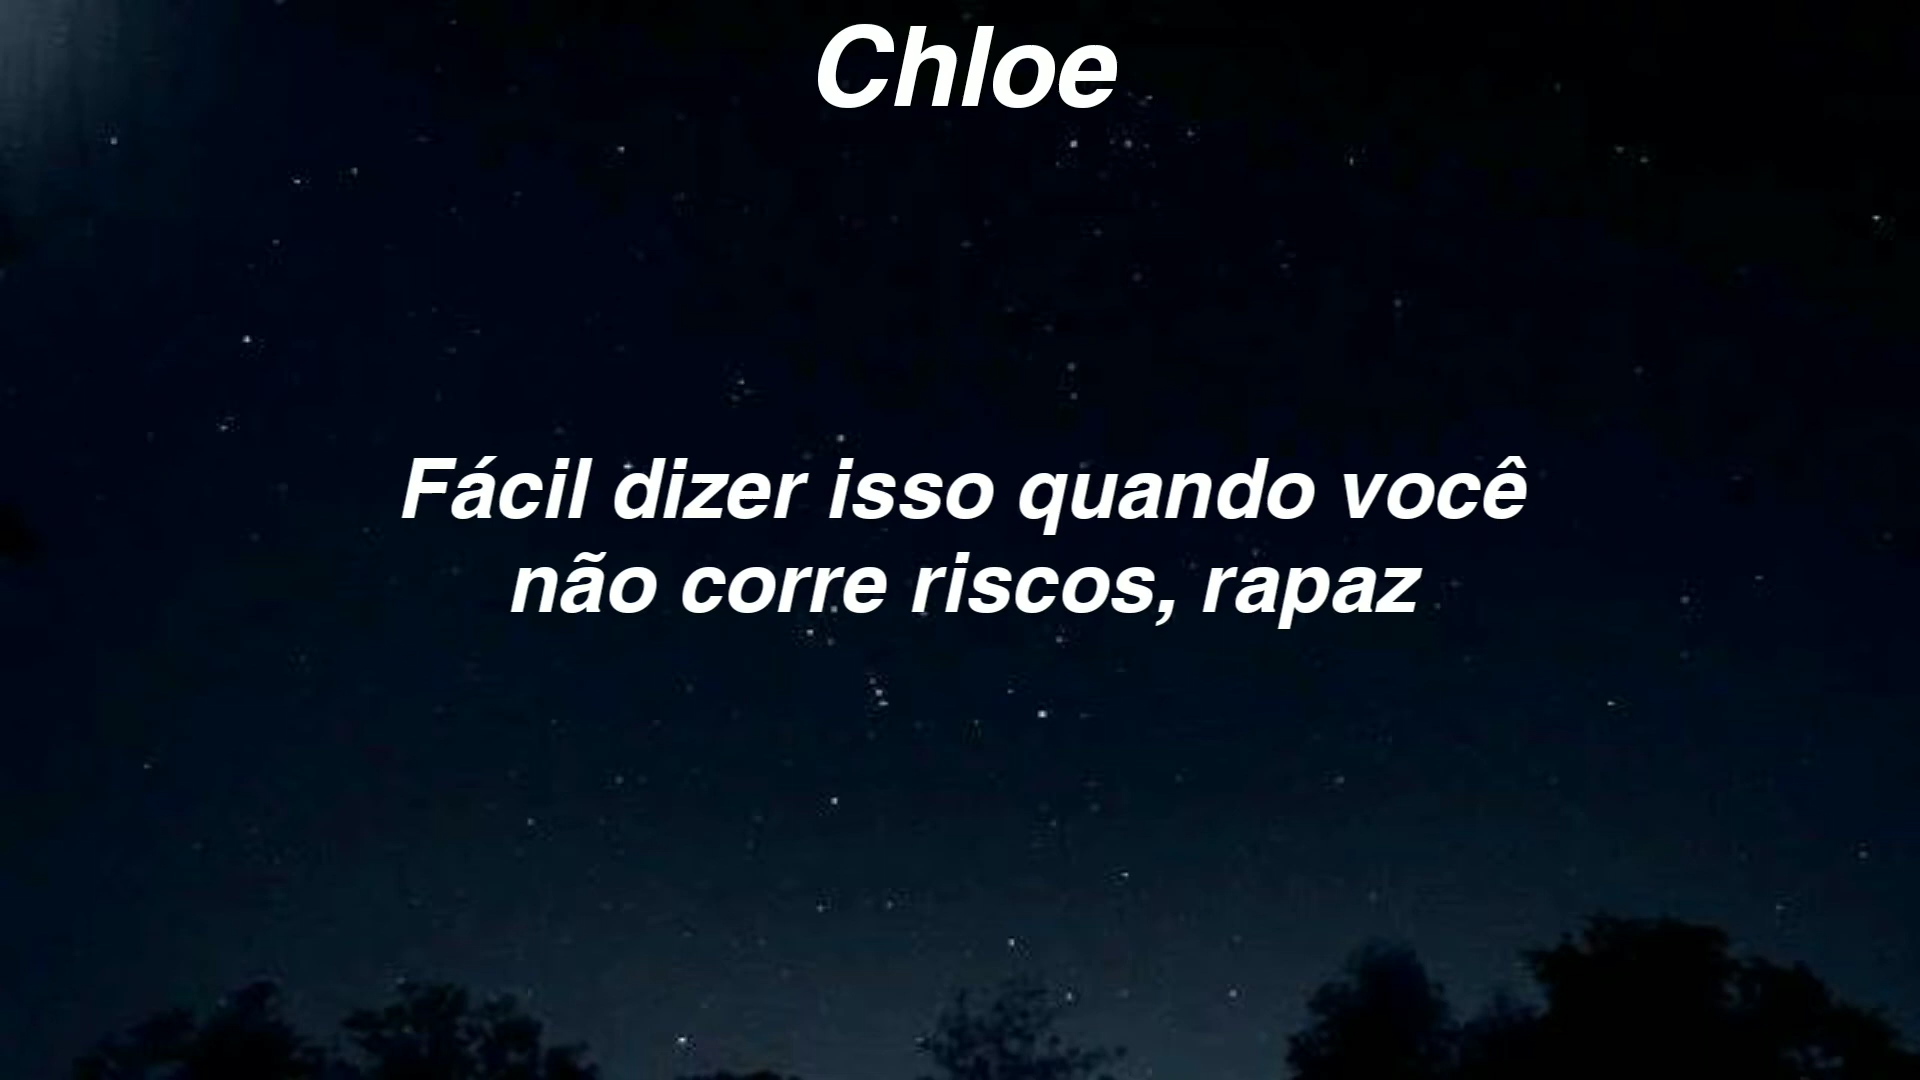 Chloe
Fácil dizer isso quando você
não corre riscos, rapaz